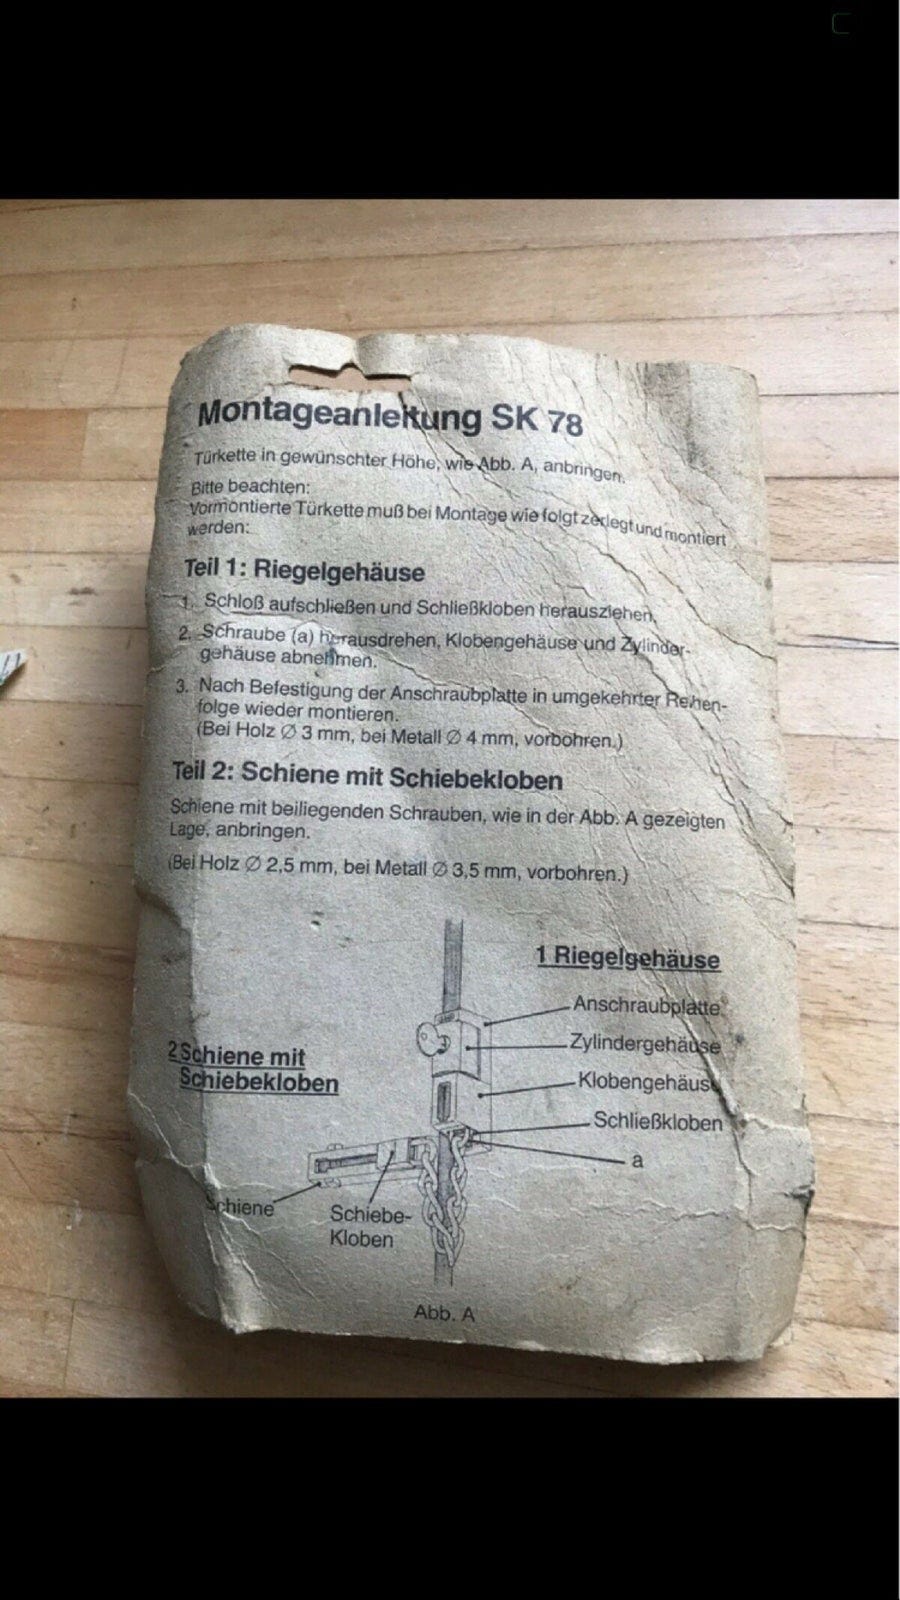 Montageanleitung SK 78
Türkette in gewünschter Höhe, wie Abb. A, anbringen.
Bitte beachten:
Vormontierte Türkette muß bei Montage wie folgt zerlegt und montiert
werden:
Teil 1: Riegelgehäuse
1. Schloß aufschließen und Schließkloben herausziehen.
2. Schraube (a) herausdrehen, Klobengehäuse und Zylinder-
gehäuse abnehmen.
3. Nach Befestigung der Anschraubplatte in umgekehrter Reihen-
folge wieder montieren.
(Bei Holz Ø 3 mm, bei Metall Ø 4 mm, vorbohren.)
Teil 2: Schiene mit Schiebekloben
Schiene mit beiliegenden Schrauben, wie in der Abb. A gezeigten
Lage, anbringen.
(Bei Holz Ø 2,5 mm, bei Metall Ø 3,5 mm, vorbohren.)
1 Riegelgehäuse
Anschraubplatte
Zylindergehäuse
Klobengehäuse
Schließkloben
a
2 Schiene mit
Schiebekloben
Schiene
Schiebe-
Kloben
Abb. A